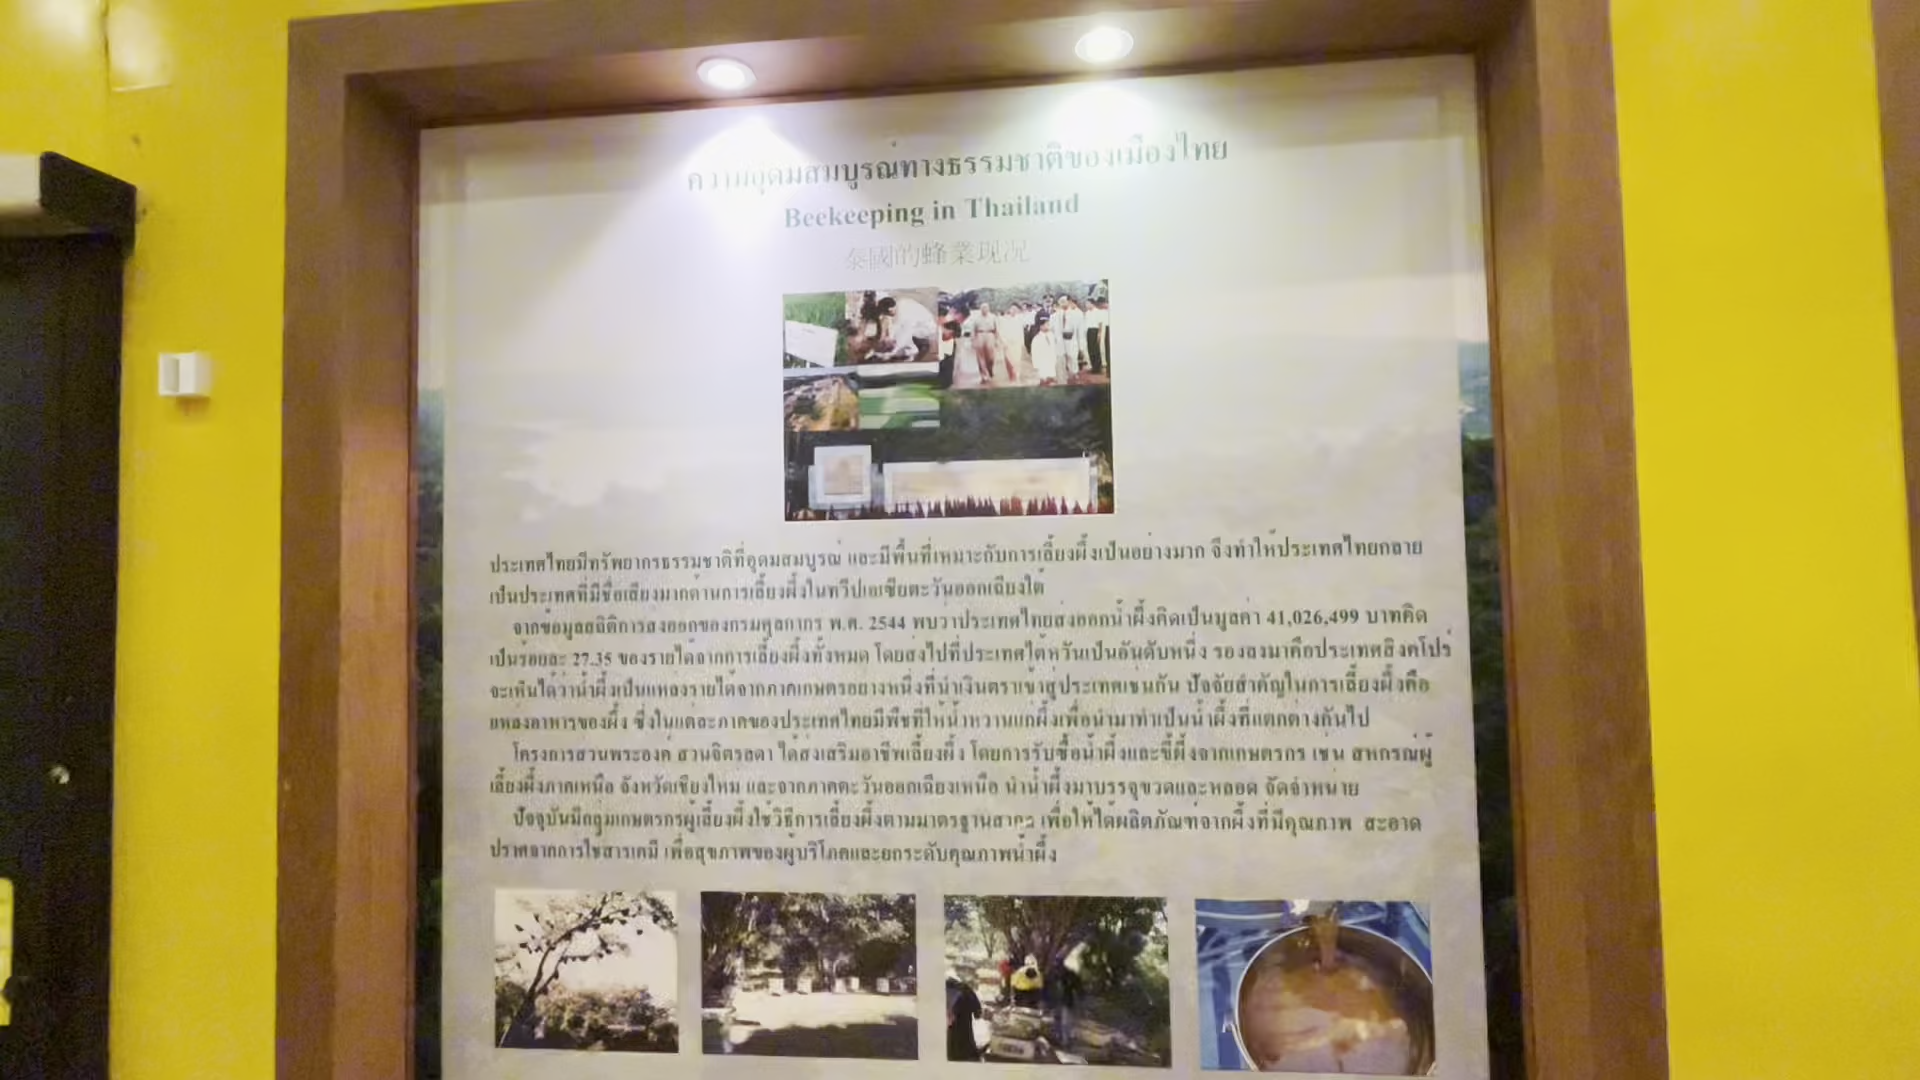 ความอุดมสมบูรณ์ทางธรรมชาติของเมืองไทย
Beekeeping in Thailand
泰國的蜂業现况
ประเทศไทยมีทรัพยากรธรรมชาติที่อุดมสมบูรณ์ และมีพื้นที่เหมาะกับการเลี้ยงผึ้งเป็นอย่างมาก จึงทำให้ประเทศไทยกลาย
เป็นประเทศที่มีชื่อเสียงมากด้านการเลี้ยงผึ้งในทวีปเอเซียตะวันออกเฉียงใต้
จากข้อมูลสถิติการส่งออกของกรมศุลกากร พ.ศ. 2544 พบว่าประเทศไทยส่งออกน้ำผึ้งคิดเป็นมูลค่า 41,026,499 บาทคิด
เป็นร้อยละ 27.35 ของรายได้จากการเลี้ยงผึ้งทั้งหมด โดยส่งไปที่ประเทศไต้หวันเป็นอันดับหนึ่ง รองลงมาคือประเทศสิงคโปร์
จะเห็นได้ว่าน้ำผึ้งเป็นแหล่งรายได้จากภาคเกษตรอย่างหนึ่งที่นำเงินตราเข้าสู่ประเทศเช่นกัน ปัจจัยสำคัญในการเลี้ยงผึ้งคือ
แหล่งอาหารของผึ้ง ซึ่งในแต่ละภาคของประเทศไทยมีพืชที่ให้น้ำหวานแก่ผึ้งเพื่อนำมาทำเป็นน้ำผึ้งที่แตกต่างกันไป
โครงการสวนพระองค์ สวนจิตรลดา ได้ส่งเสริมอาชีพเลี้ยงผึ้ง โดยการรับซื้อน้ำผึ้งและขี้ผึ้งจากเกษตรกร เช่น สหกรณ์ผู้
เลี้ยงผึ้งภาคเหนือ จังหวัดเชียงใหม่ และจากภาคตะวันออกเฉียงเหนือ นำน้ำผึ้งมาบรรจุขวดและหลอด จัดจำหน่าย
ปัจจุบันมีกลุ่มเกษตรกรผู้เลี้ยงผึ้งใช้วิธีการเลี้ยงผึ้งตามมาตรฐานสากล เพื่อให้ได้ผลิตภัณฑ์จากผึ้งที่มีคุณภาพ สะอาด
ปราศจากการใช้สารเคมี เพื่อสุขภาพของผู้บริโภคและยกระดับคุณภาพน้ำผึ้ง